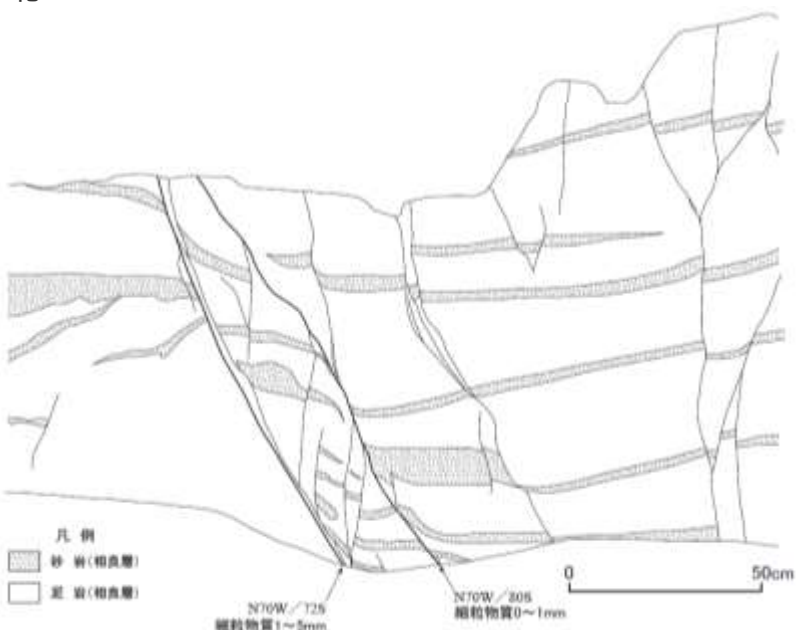 凡 例
砂 岩(相良層)
泥 岩(相良層)
N70W/72S
細粒物質1〜5mm
N70W/80S
細粒物質0〜1mm
0 50cm